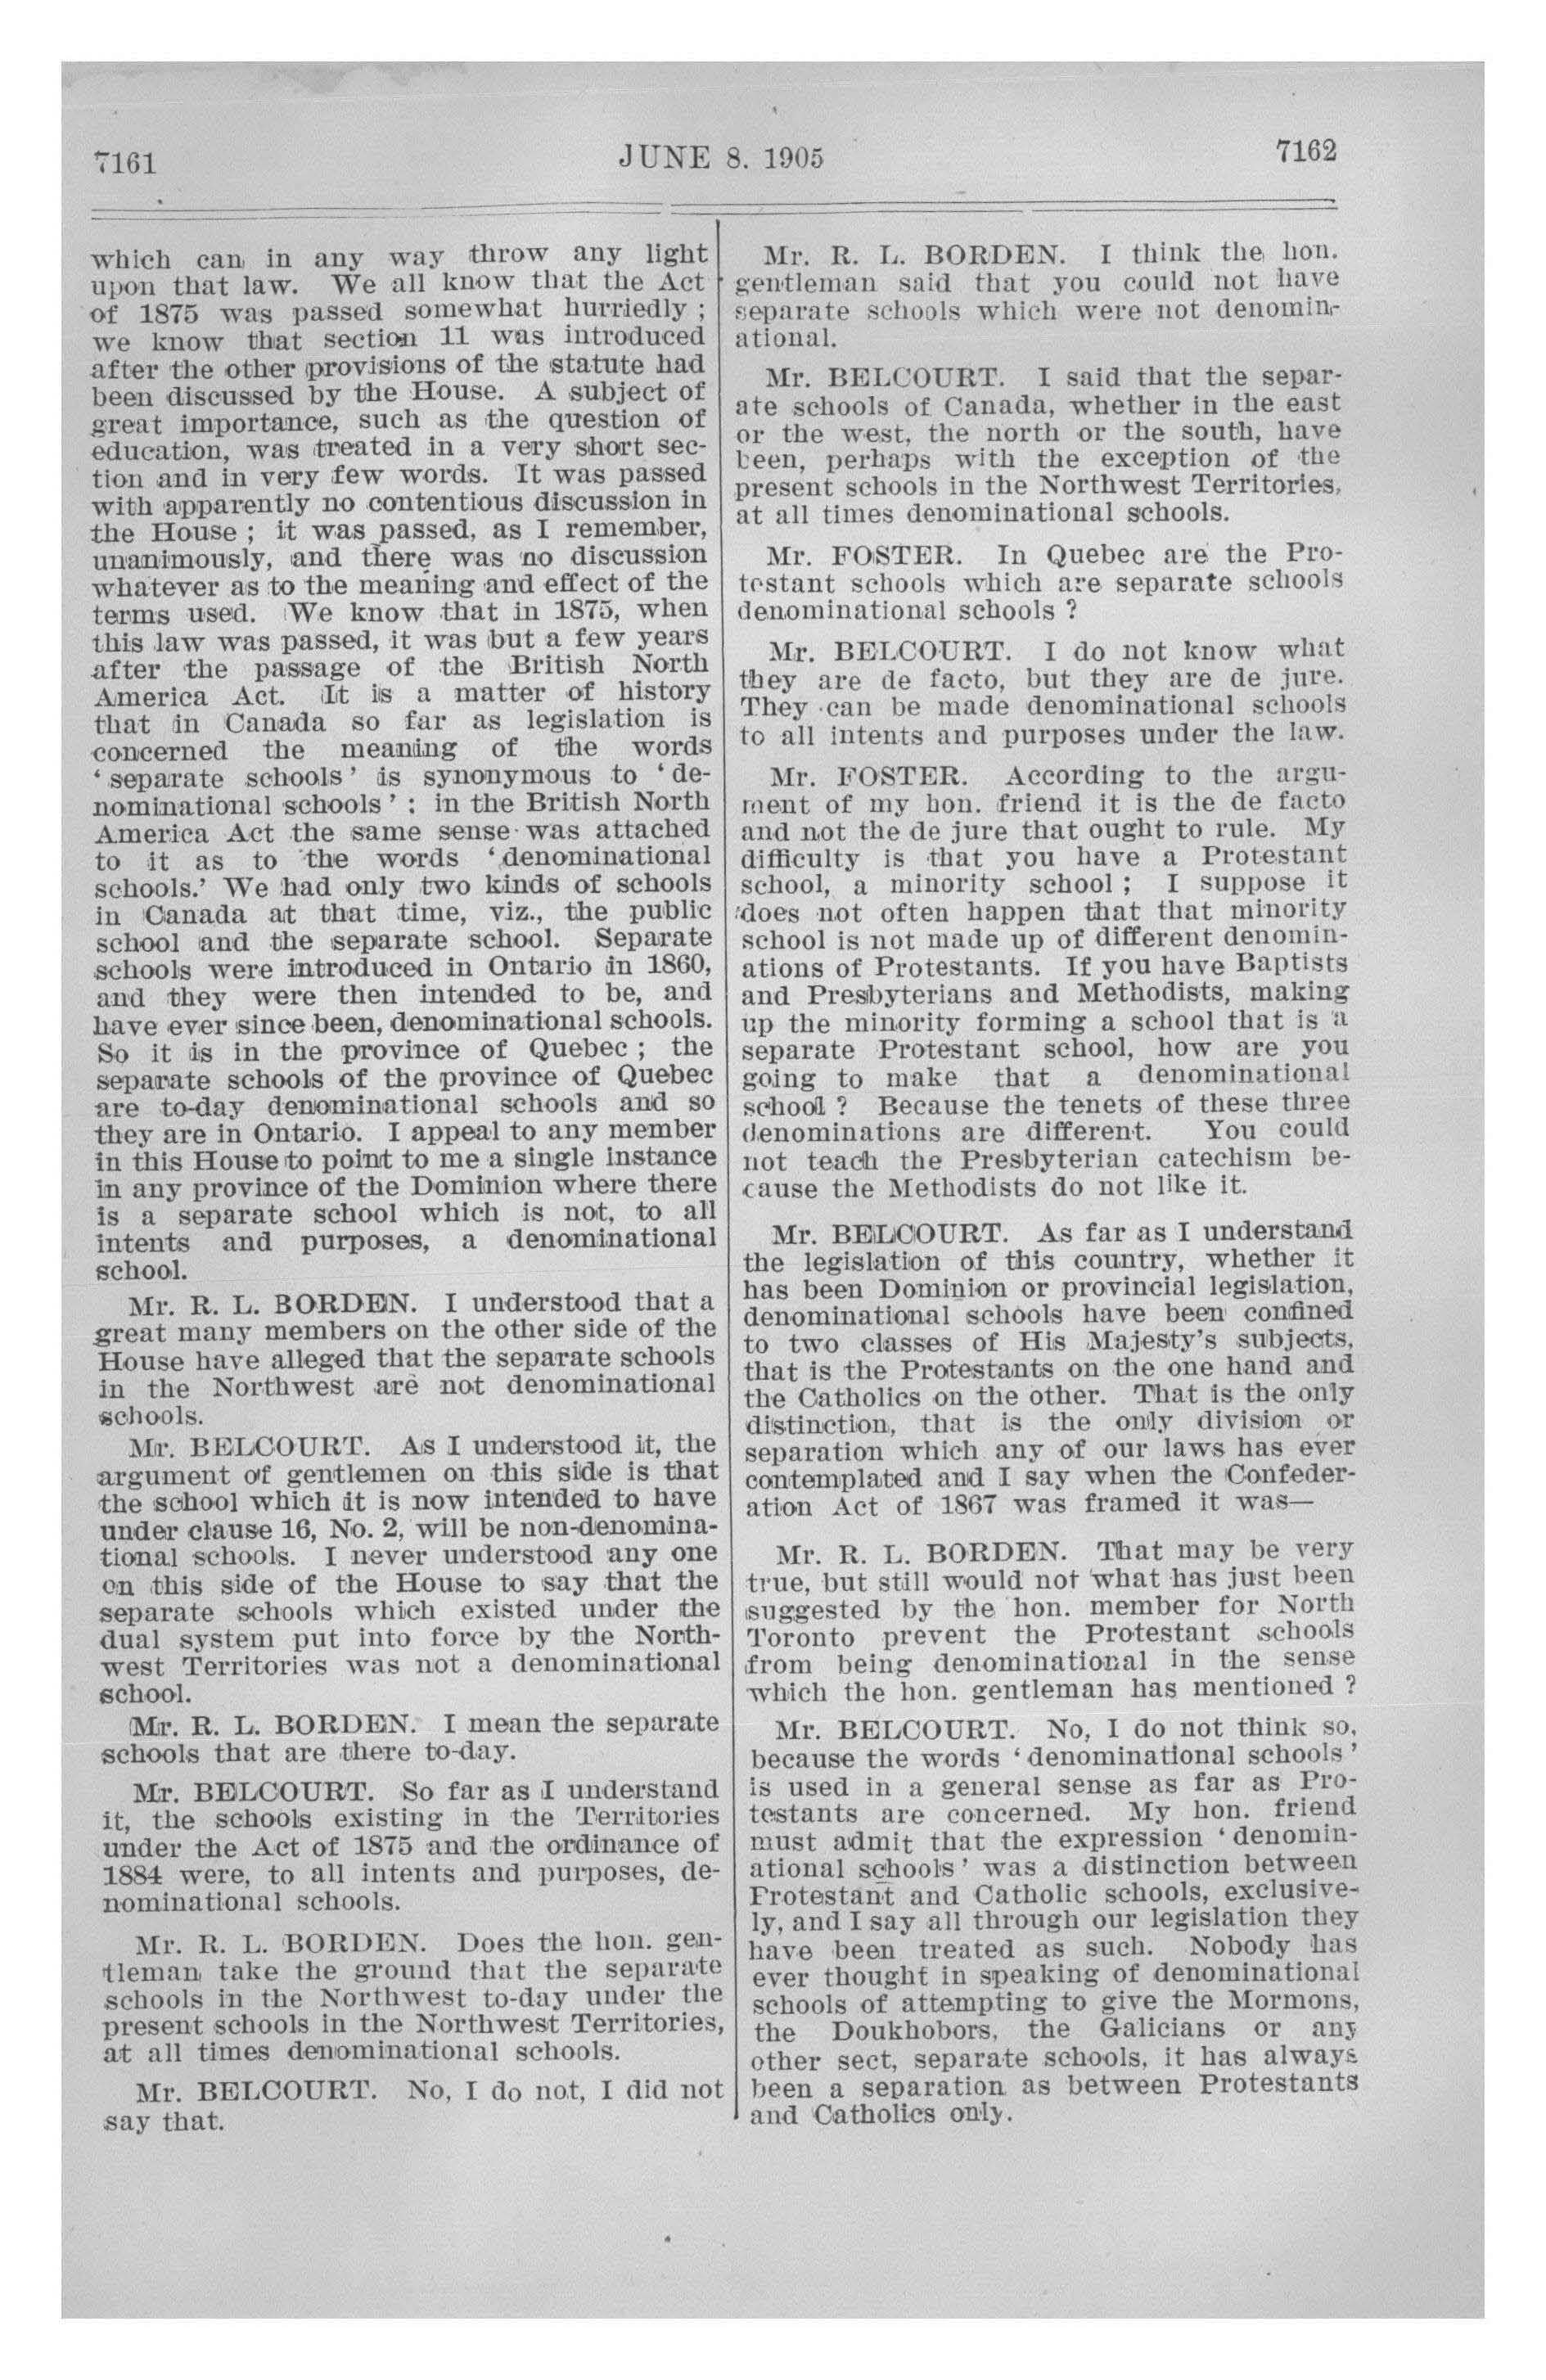 7161
JUNE 8. 1905
7162
which can in any way throw any light
upon that law. We all know that the Act
of 1875 was passed somewhat hurriedly ;
we know that section 11 was introduced
after the other provisions of the statute had
been discussed by the House. A subject of
great importance, such as the question of
education, was treated in a very short sec-
tion and in very few words. It was passed
with apparently no contentious discussion in
the House ; it was passed, as I remember,
unanimously, and there was no discussion
whatever as to the meaning and effect of the
terms used. We know that in 1875, when
this law was passed, it was but a few years
after the passage of the British North
America Act. It is a matter of history
that in Canada so far as legislation is
concerned the meaning of the words
‘ separate schools ’ is synonymous to ‘ de-
nominational schools ’ : in the British North
America Act the same sense was attached
to it as to the words ‘ denominational
schools.’ We had only two kinds of schools
in Canada at that time, viz., the public
school and the separate school. Separate
schools were introduced in Ontario in 1860,
and they were then intended to be, and
have ever since been, denominational schools.
So it is in the province of Quebec ; the
separate schools of the province of Quebec
are to-day denominational schools and so
they are in Ontario. I appeal to any member
in this House to point to me a single instance
in any province of the Dominion where there
is a separate school which is not, to all
intents and purposes, a denominational
school.
Mr. R. L. BORDEN. I understood that a
great many members on the other side of the
House have alleged that the separate schools
in the Northwest are not denominational
schools.
Mr. BELCOURT. As I understood it, the
argument of gentlemen on this side is that
the school which it is now intended to have
under clause 16, No. 2, will be non-denomina-
tional schools. I never understood any one
on this side of the House to say that the
separate schools which existed under the
dual system put into force by the North-
west Territories was not a denominational
school.
Mr. R. L. BORDEN. I mean the separate
schools that are there to-day.
Mr. BELCOURT. So far as I understand
it, the schools existing in the Territories
under the Act of 1875 and the ordinance of
1884 were, to all intents and purposes, de-
nominational schools.
Mr. R. L. BORDEN. Does the hon. gen-
tleman take the ground that the separate
schools in the Northwest to-day under the
present schools in the Northwest Territories,
at all times denominational schools.
Mr. BELCOURT. No, I do not, I did not
say that.
Mr. R. L. BORDEN. I think the hon.
gentleman said that you could not have
separate schools which were not denomin-
ational.
Mr. BELCOURT. I said that the separ-
ate schools of Canada, whether in the east
or the west, the north or the south, have
been, perhaps with the exception of the
present schools in the Northwest Territories,
at all times denominational schools.
Mr. FOSTER. In Quebec are the Pro-
testant schools which are separate schools
denominational schools ?
Mr. BELCOURT. I do not know what
they are de facto, but they are de jure.
They can be made denominational schools
to all intents and purposes under the law.
Mr. FOSTER. According to the argu-
ment of my hon. friend it is the de facto
and not the de jure that ought to rule. My
difficulty is that you have a Protestant
school, a minority school ; I suppose it
does not often happen that that minority
school is not made up of different denomin-
ations of Protestants. If you have Baptists
and Presbyterians and Methodists, making
up the minority forming a school that is a
separate Protestant school, how are you
going to make that a denominational
school ? Because the tenets of these three
denominations are different. You could
not teach the Presbyterian catechism be-
cause the Methodists do not like it.
Mr. BELCOURT. As far as I understand
the legislation of this country, whether it
has been Dominion or provincial legislation,
denominational schools have been confined
to two classes of His Majesty's subjects,
that is the Protestants on the one hand and
the Catholics on the other. That is the only
distinction, that is the only division or
separation which any of our laws has ever
contemplated and I say when the Confeder-
ation Act of 1867 was framed it was—
Mr. R. L. BORDEN. That may be very
true, but still would not what has just been
suggested by the hon. member for North
Toronto prevent the Protestant schools
from being denominational in the sense
which the hon. gentleman has mentioned ?
Mr. BELCOURT. No, I do not think so,
because the words ‘ denominational schools ’
is used in a general sense as far as Pro-
testants are concerned. My hon. friend
must admit that the expression ‘ denomin-
ational schools ’ was a distinction between
Protestant and Catholic schools, exclusive-
ly, and I say all through our legislation they
have been treated as such. Nobody has
ever thought in speaking of denominational
schools of attempting to give the Mormons,
the Doukhobors, the Galicians or any
other sect, separate schools, it has always
been a separation as between Protestants
and Catholics only.